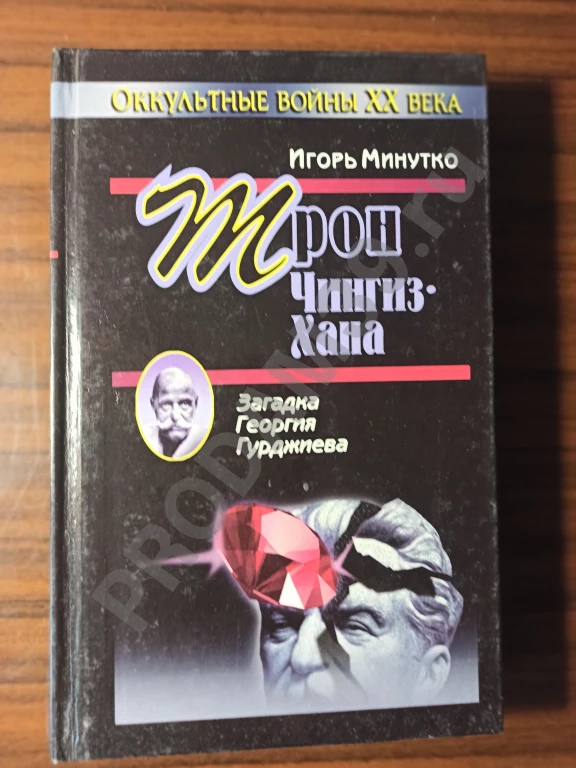 Оккультные войны XX века
Игорь Минутко
Трон
Чингиз-
Хана
Загадка
Георгия
Гурджиева